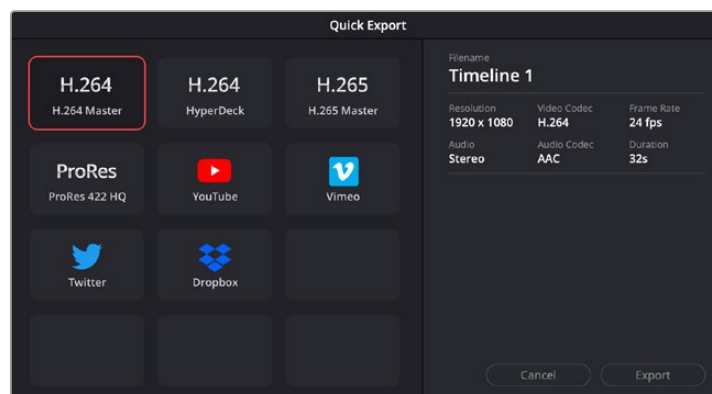 Quick Export
H.264
H.264 Master
H.264
HyperDeck
H.265
H.265 Master
ProRes
ProRes 422 HQ
YouTube
Vimeo
Twitter
Dropbox
Filename
Timeline 1
Resolution Video Codec Frame Rate
1920 x 1080 H.264 24 fps
Audio Audio Codec Duration
Stereo AAC 32s
Cancel Export